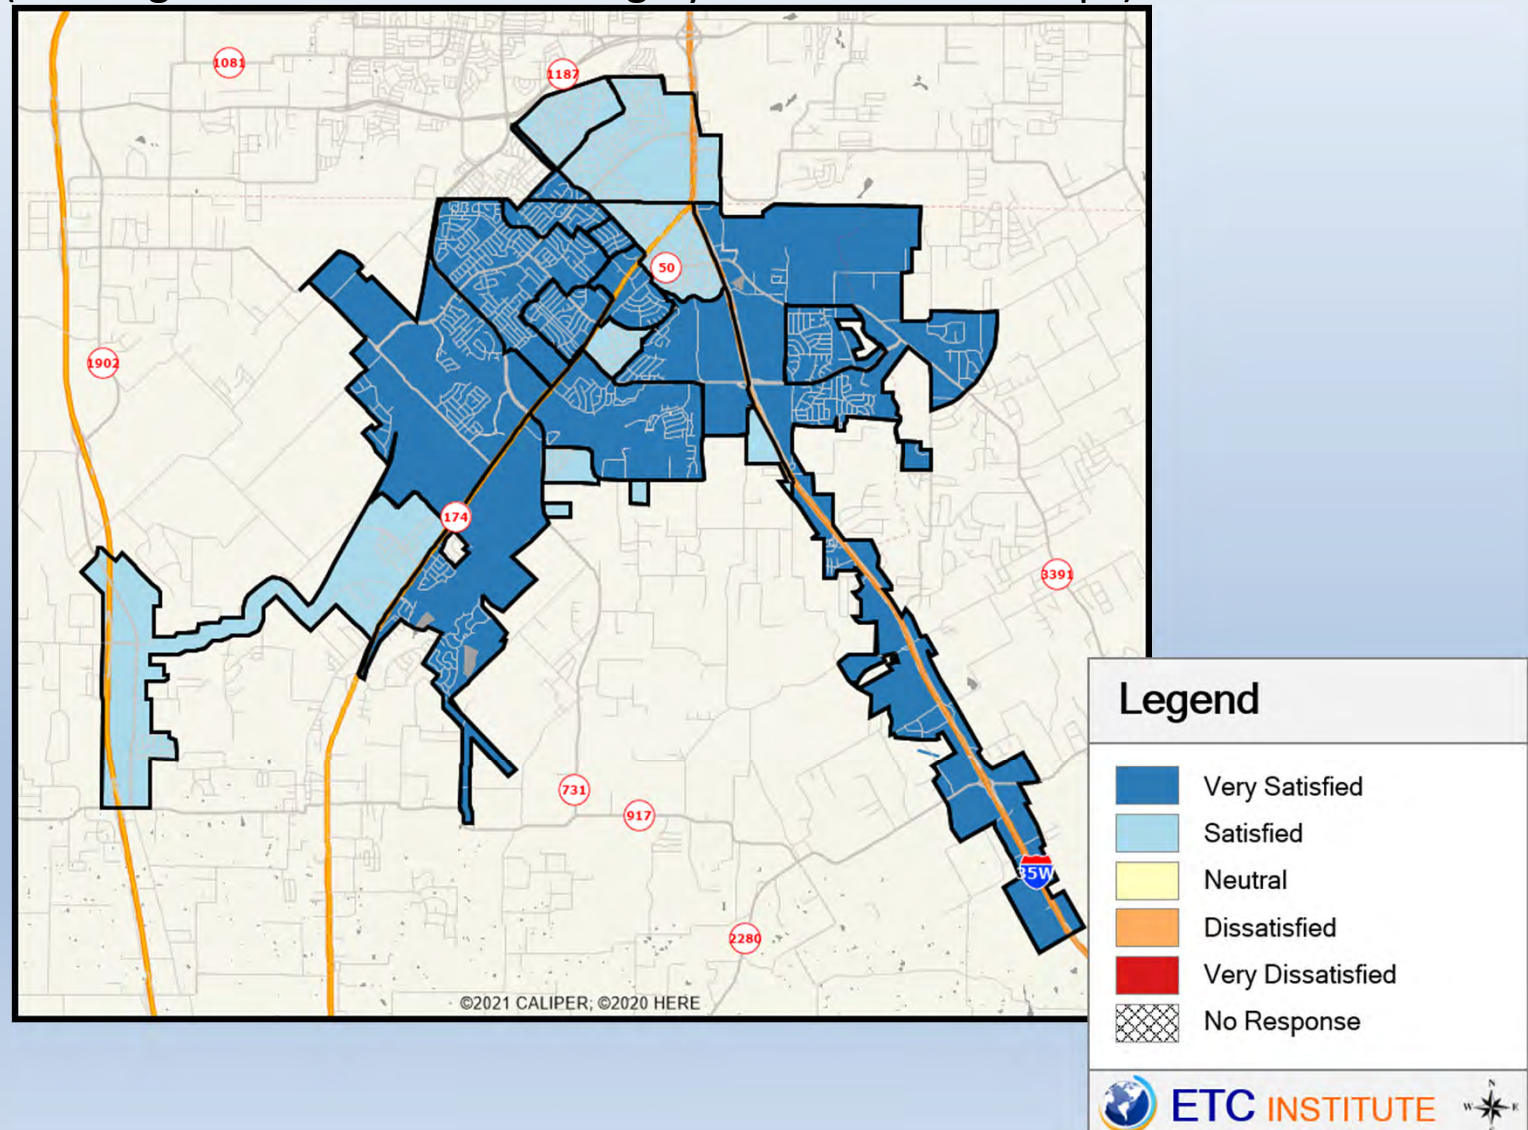 1081
1187
50
1902
174
3391
731
917
35W
2280
©2021 CALIPER; ©2020 HERE
Legend
Very Satisfied
Satisfied
Neutral
Dissatisfied
Very Dissatisfied
No Response
ETC INSTITUTE
N
W E